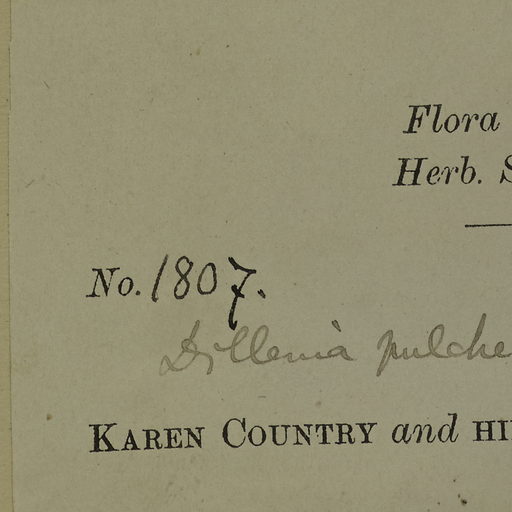 Flora
Herb. S
No. 1807.
Dillenia pulche
KAREN COUNTRY and HI